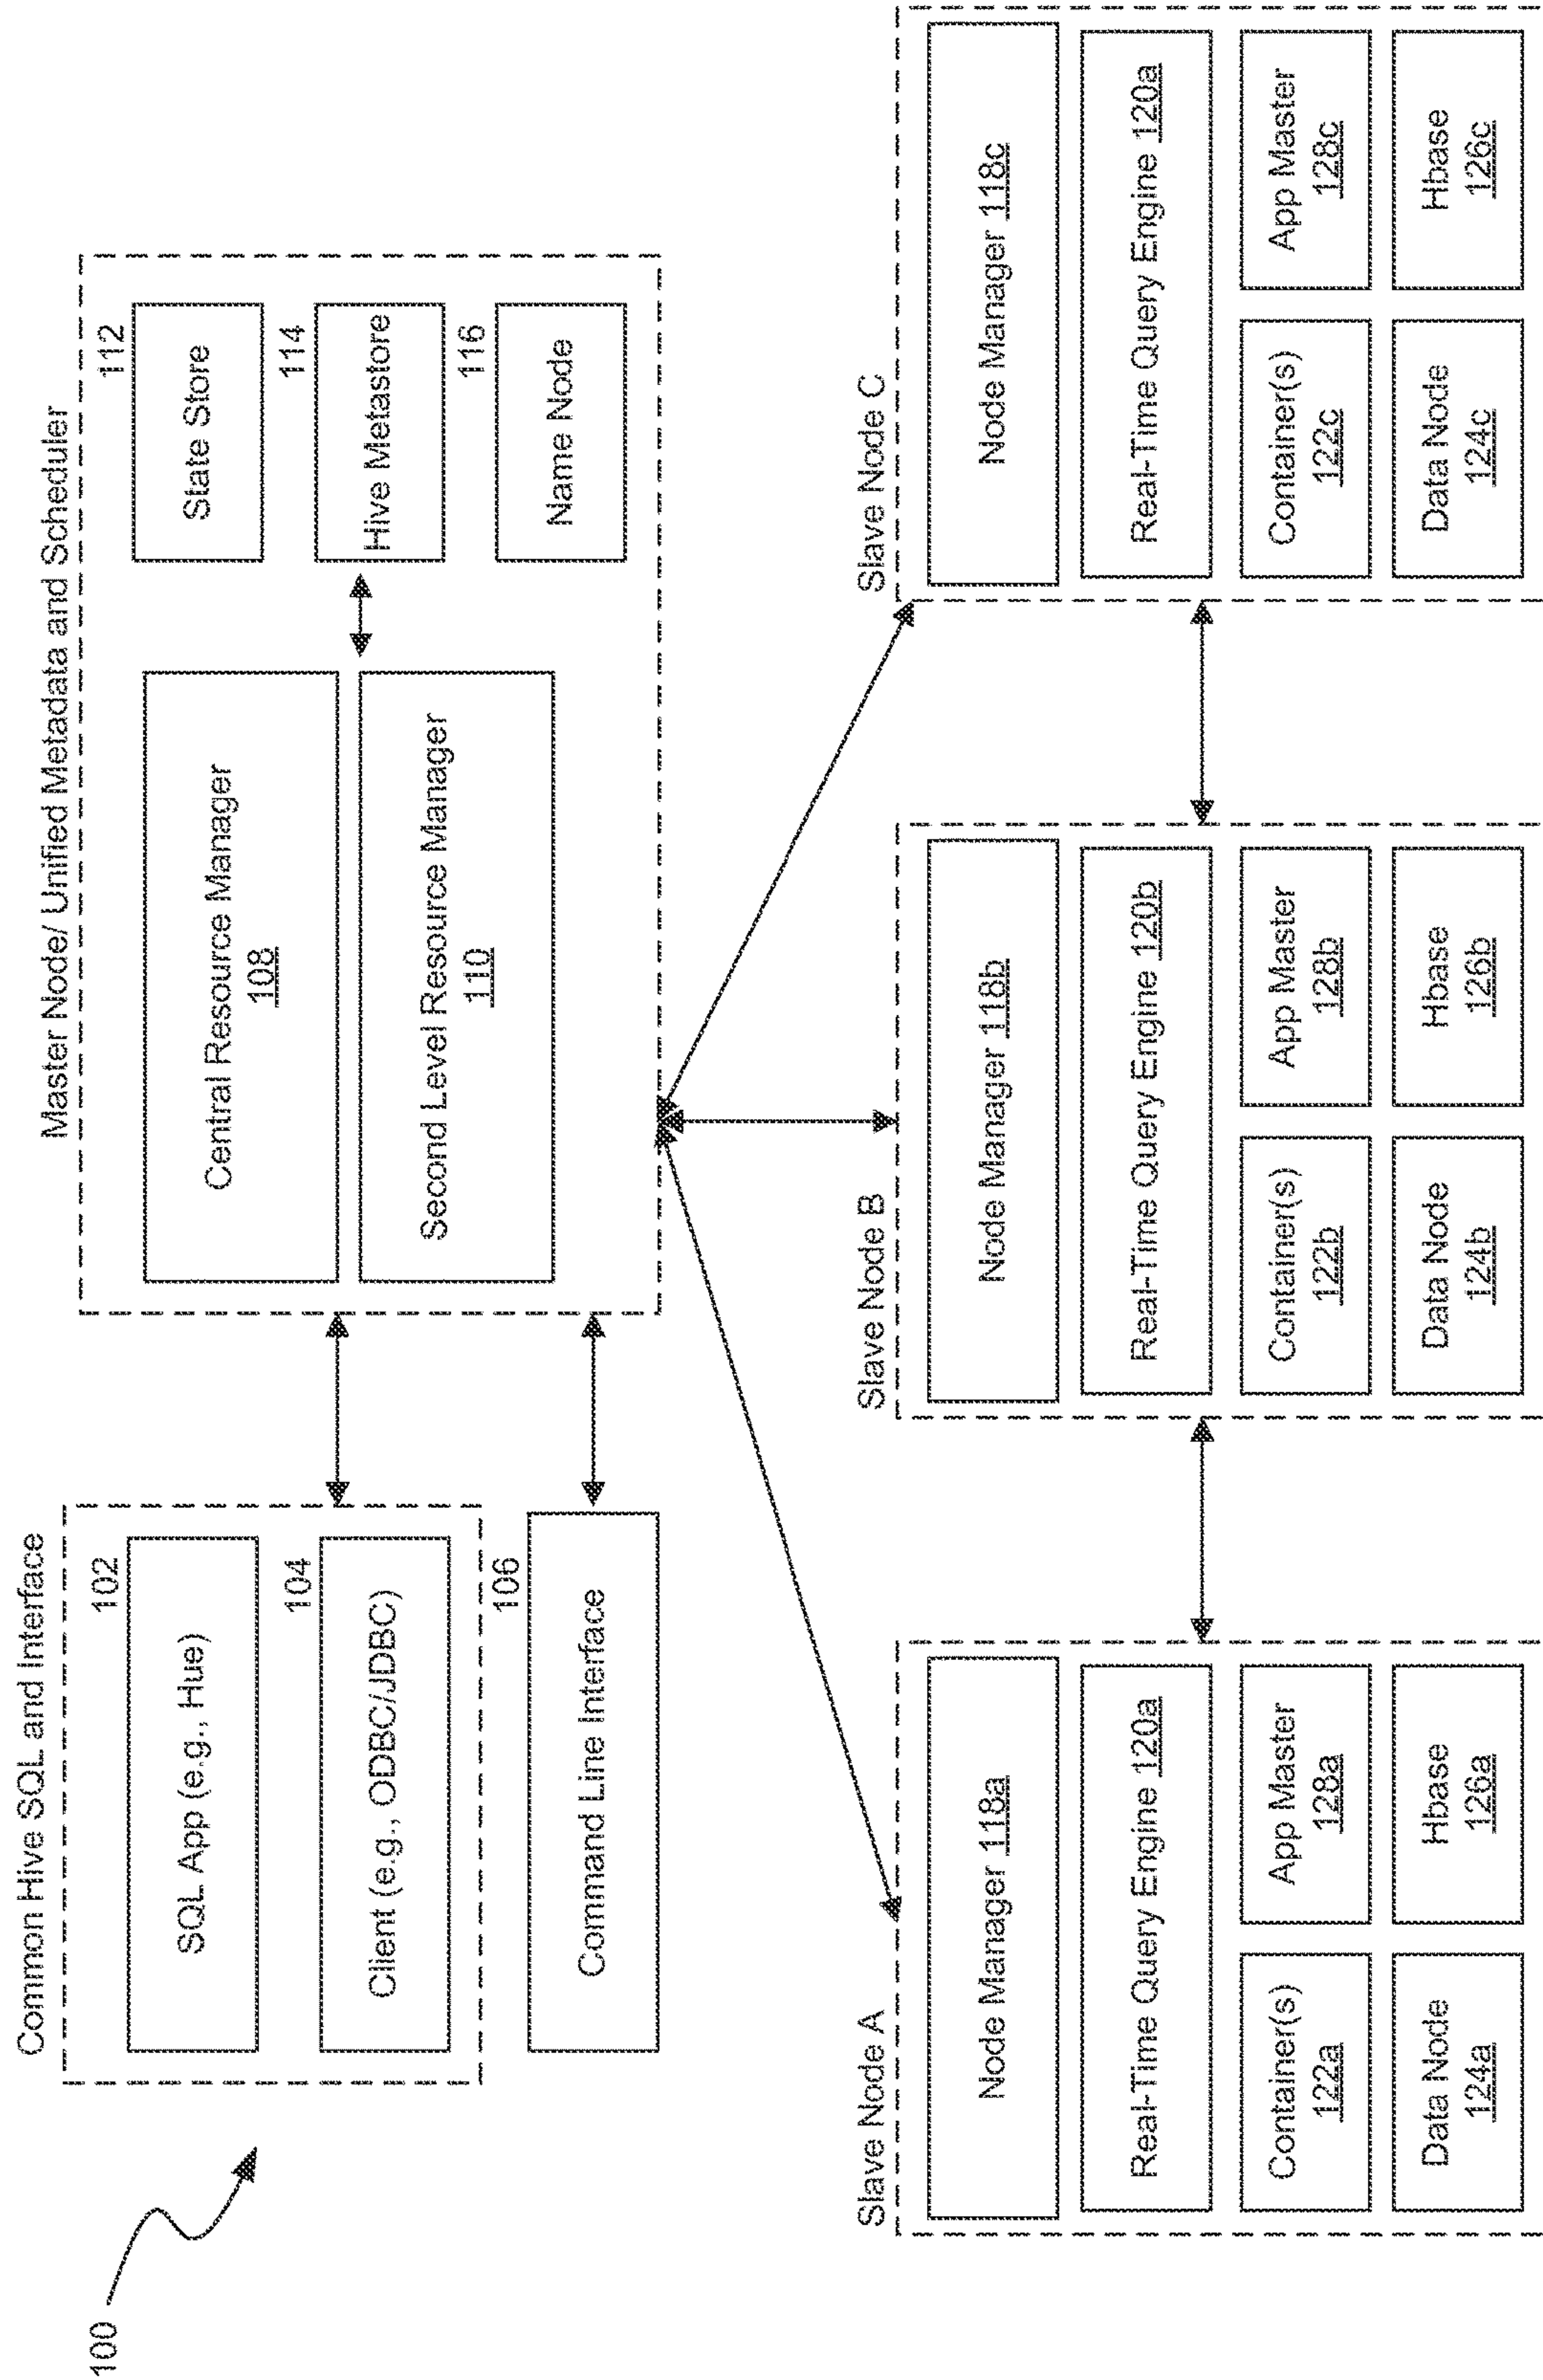 100
Common Hive SQL and Interface
102
SQL App (e.g., Hue)
104
Client (e.g., ODBC/JDBC)
106
Command Line Interface
Master Node/ Unified Metadata and Scheduler
Central Resource Manager
108
Second Level Resource Manager
110
112
State Store
114
Hive Metastore
116
Name Node
Slave Node A
Node Manager 118a
Real-Time Query Engine 120a
Container(s)
122a
App Master
128a
Data Node
124a
Hbase
126a
Slave Node B
Node Manager 118b
Real-Time Query Engine 120b
Container(s)
122b
App Master
128b
Data Node
124b
Hbase
126b
Slave Node C
Node Manager 118c
Real-Time Query Engine 120a
Container(s)
122c
App Master
128c
Data Node
124c
Hbase
126c